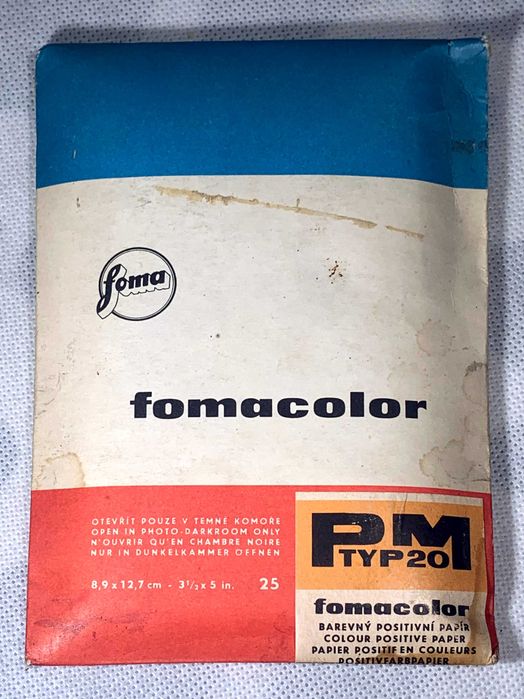 foma
fomacolor
OTEVŘÍT POUZE V TEMNÉ KOMOŘE
OPEN IN PHOTO-DARKROOM ONLY
N'OUVRIR QU'EN CHAMBRE NOIRE
NUR IN DUNKELKAMMER ÖFFNEN
8,9 x 12,7 cm - 3 1/2 x 5 in. 25
PM
TYP 20
fomacolor
BAREVNÝ POSITIVNÍ PAPÍR
COLOUR POSITIVE PAPER
PAPIER POSITIF EN COULEURS
POSITIVFARBPAPIER